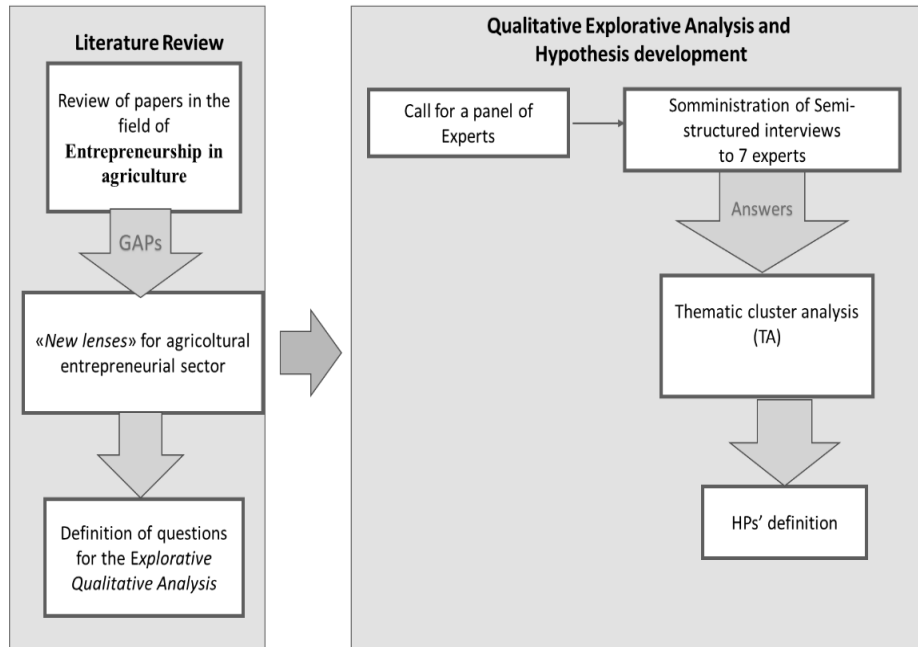 Literature Review
Review of papers in the
field of
Entrepreneurship in
agriculture
GAPs
«New lenses» for agricoltural
entrepreneurial sector
Definition of questions
for the Explorative
Qualitative Analysis
Qualitative Explorative Analysis and
Hypothesis development
Call for a panel of
Experts
Somministration of Semi-
structured interviews
to 7 experts
Answers
Thematic cluster analysis
(TA)
HPs’ definition